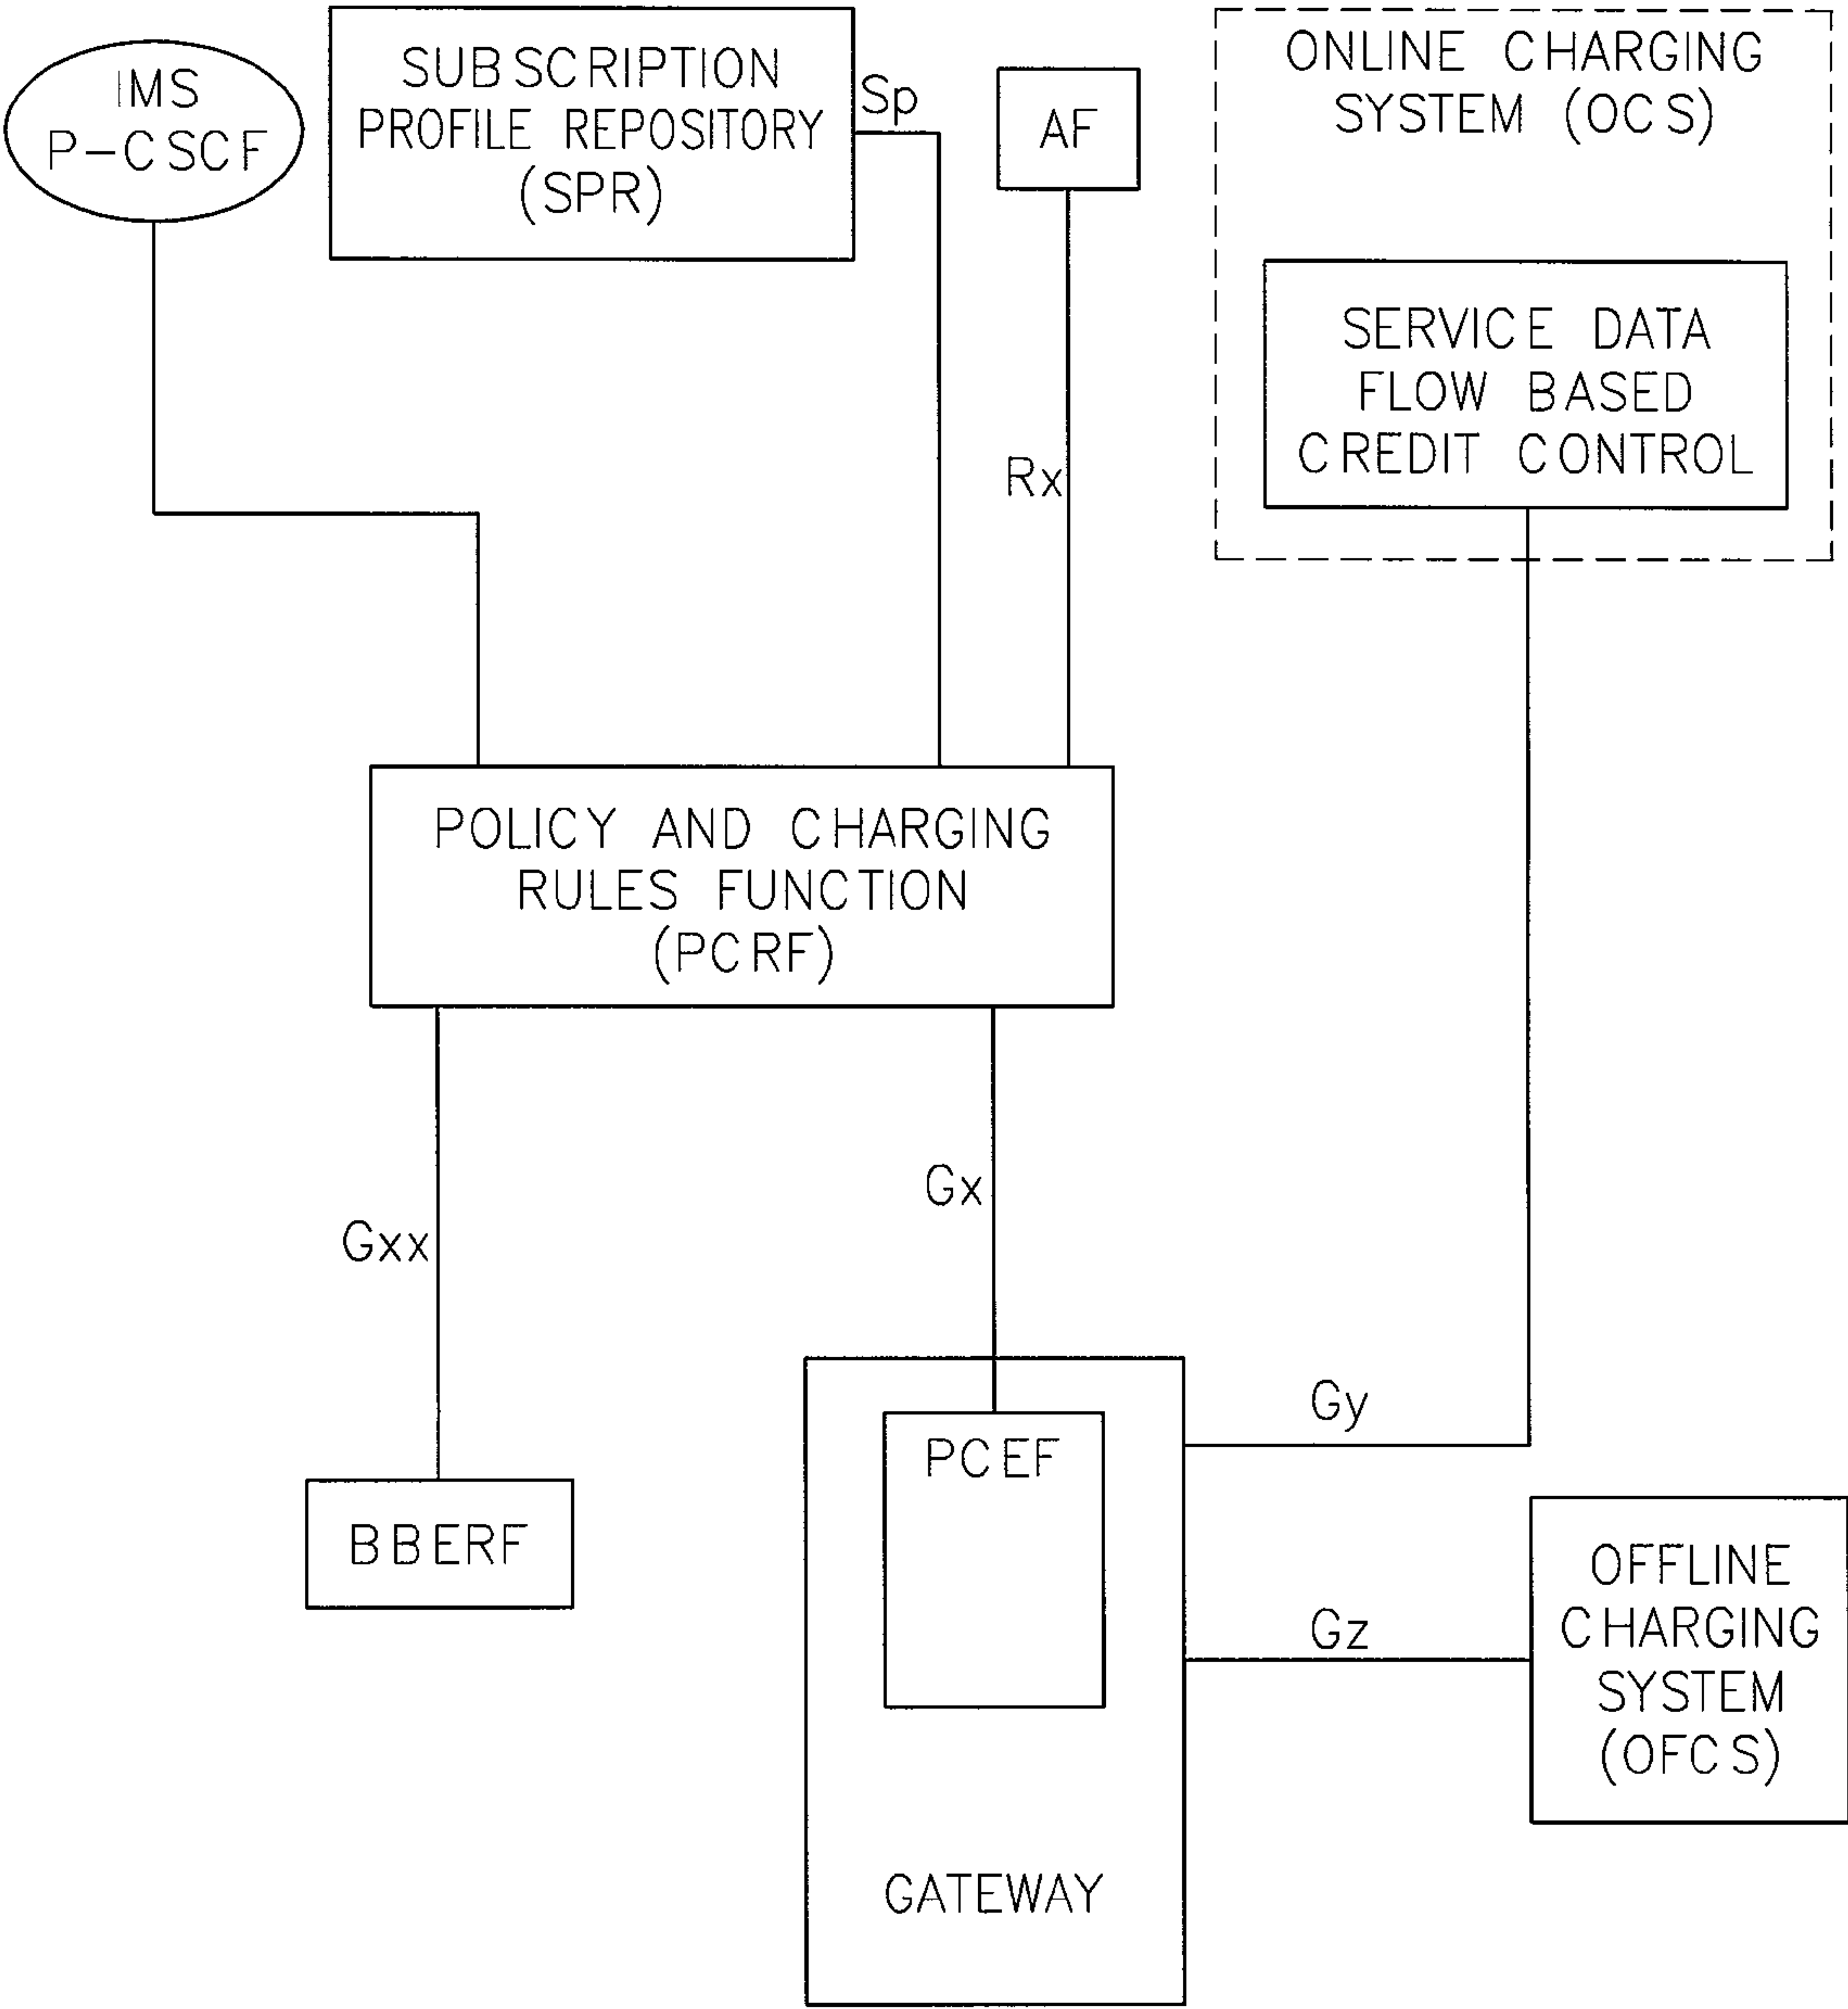 IMS
P-CSCF
SUBSCRIPTION
PROFILE REPOSITORY
(SPR)
Sp
AF
ONLINE CHARGING
SYSTEM (OCS)
SERVICE DATA
FLOW BASED
CREDIT CONTROL
Rx
POLICY AND CHARGING
RULES FUNCTION
(PCRF)
Gxx
Gx
Gy
PCEF
BBERF
Gz
OFFLINE
CHARGING
SYSTEM
(OFCS)
GATEWAY